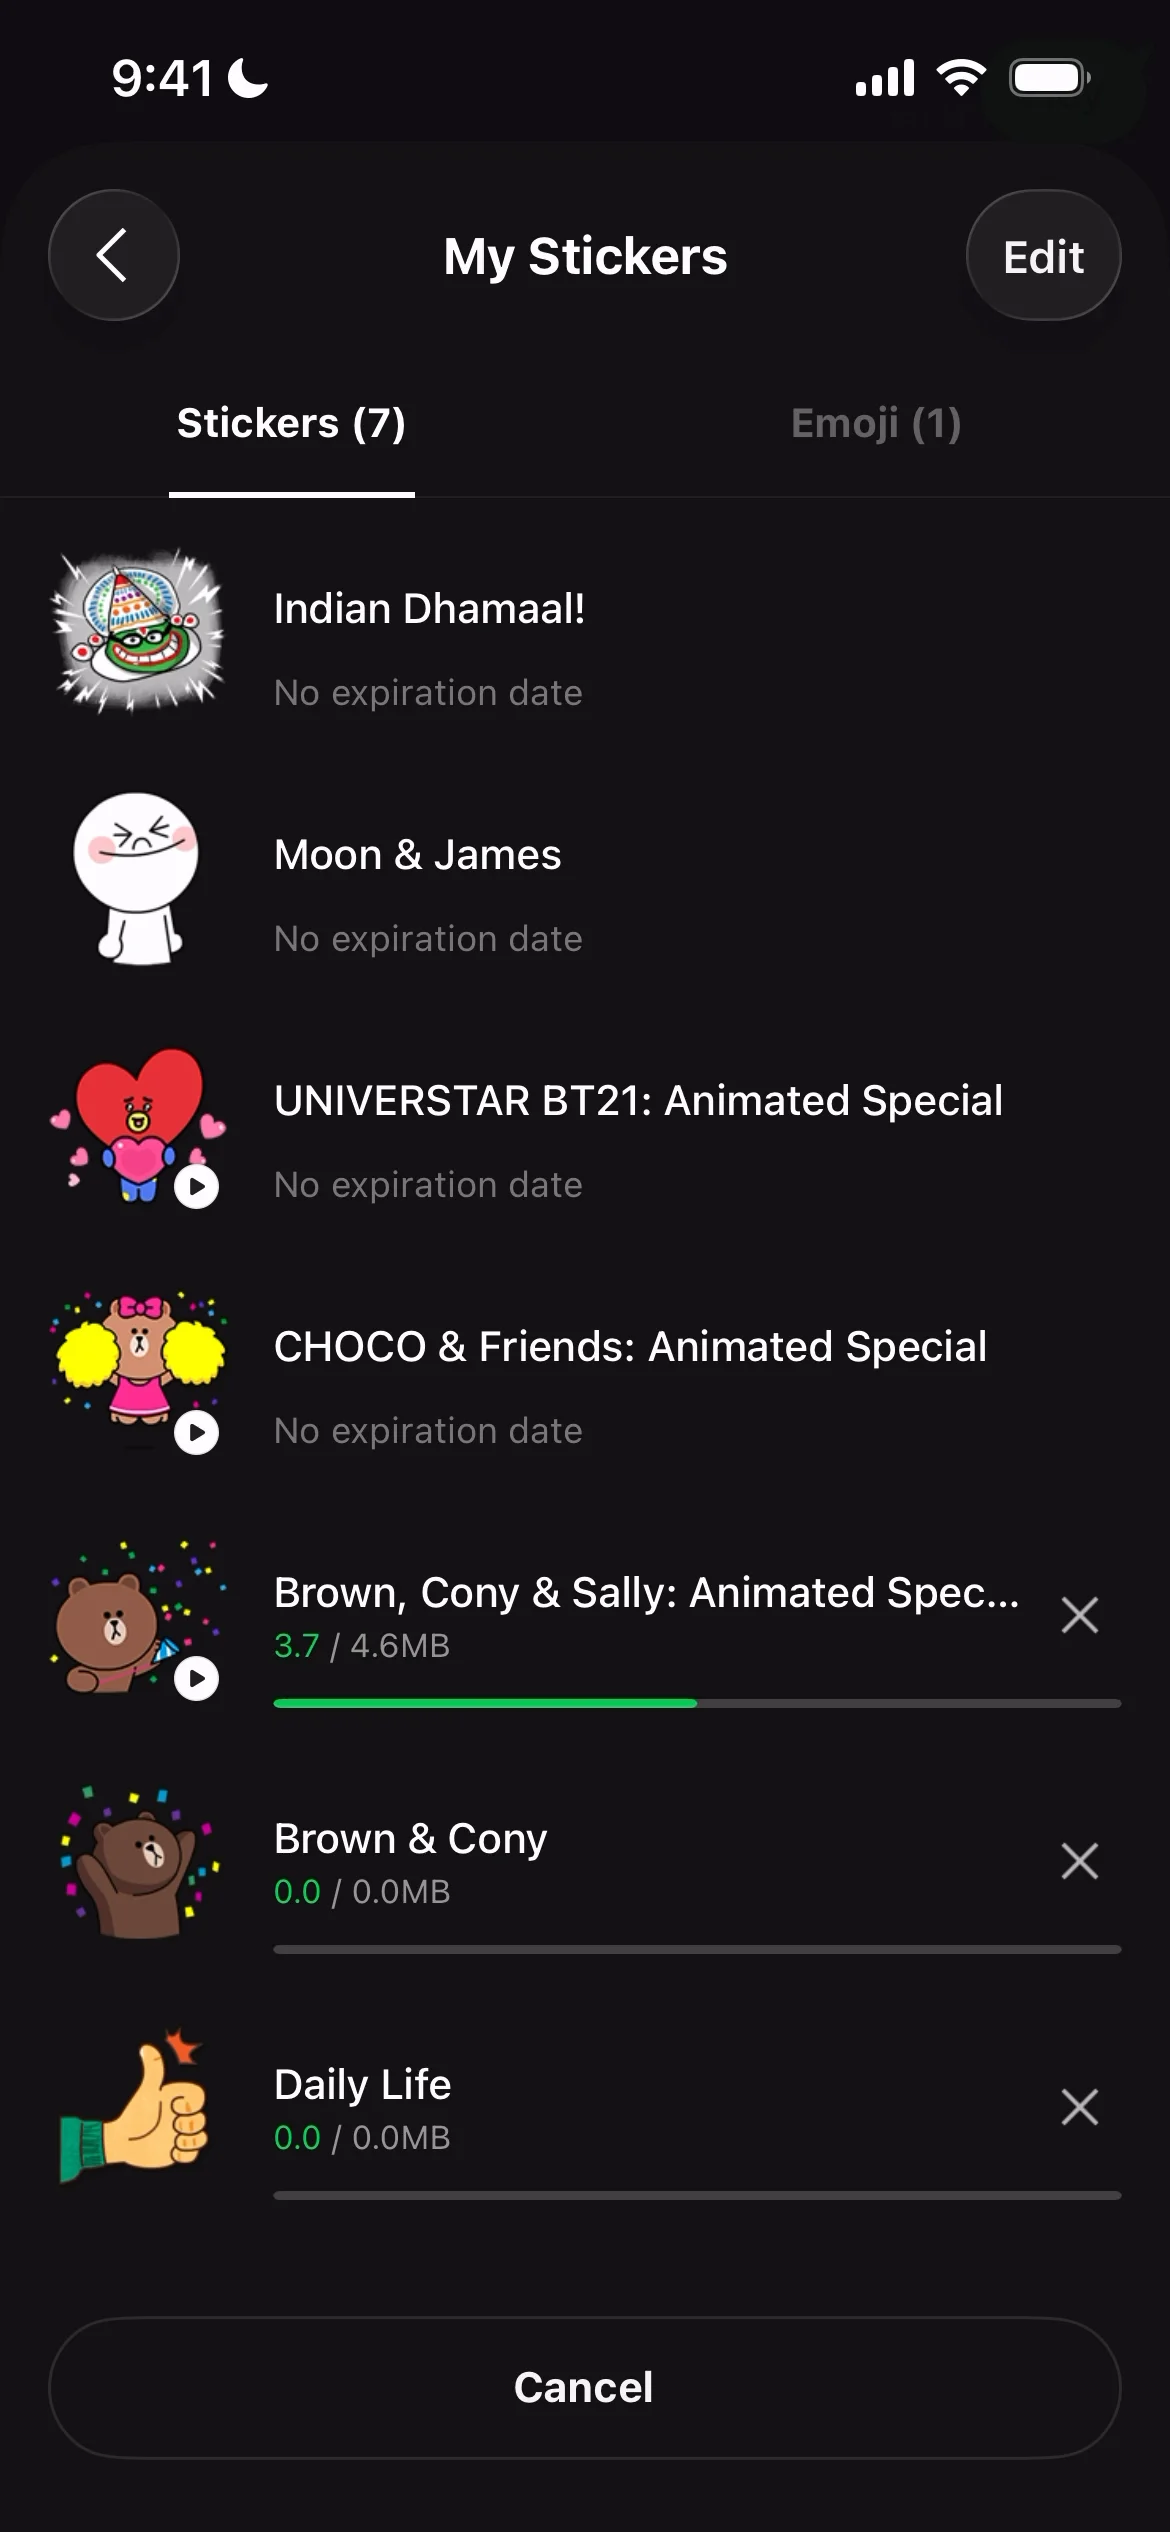 9:41
My Stickers
Edit
Stickers (7)
Emoji (1)
Indian Dhamaal!
No expiration date
Moon & James
No expiration date
UNIVERSTAR BT21: Animated Special
No expiration date
CHOCO & Friends: Animated Special
No expiration date
Brown, Cony & Sally: Animated Spec...
3.7 / 4.6MB
Brown & Cony
0.0 / 0.0MB
Daily Life
0.0 / 0.0MB
Cancel